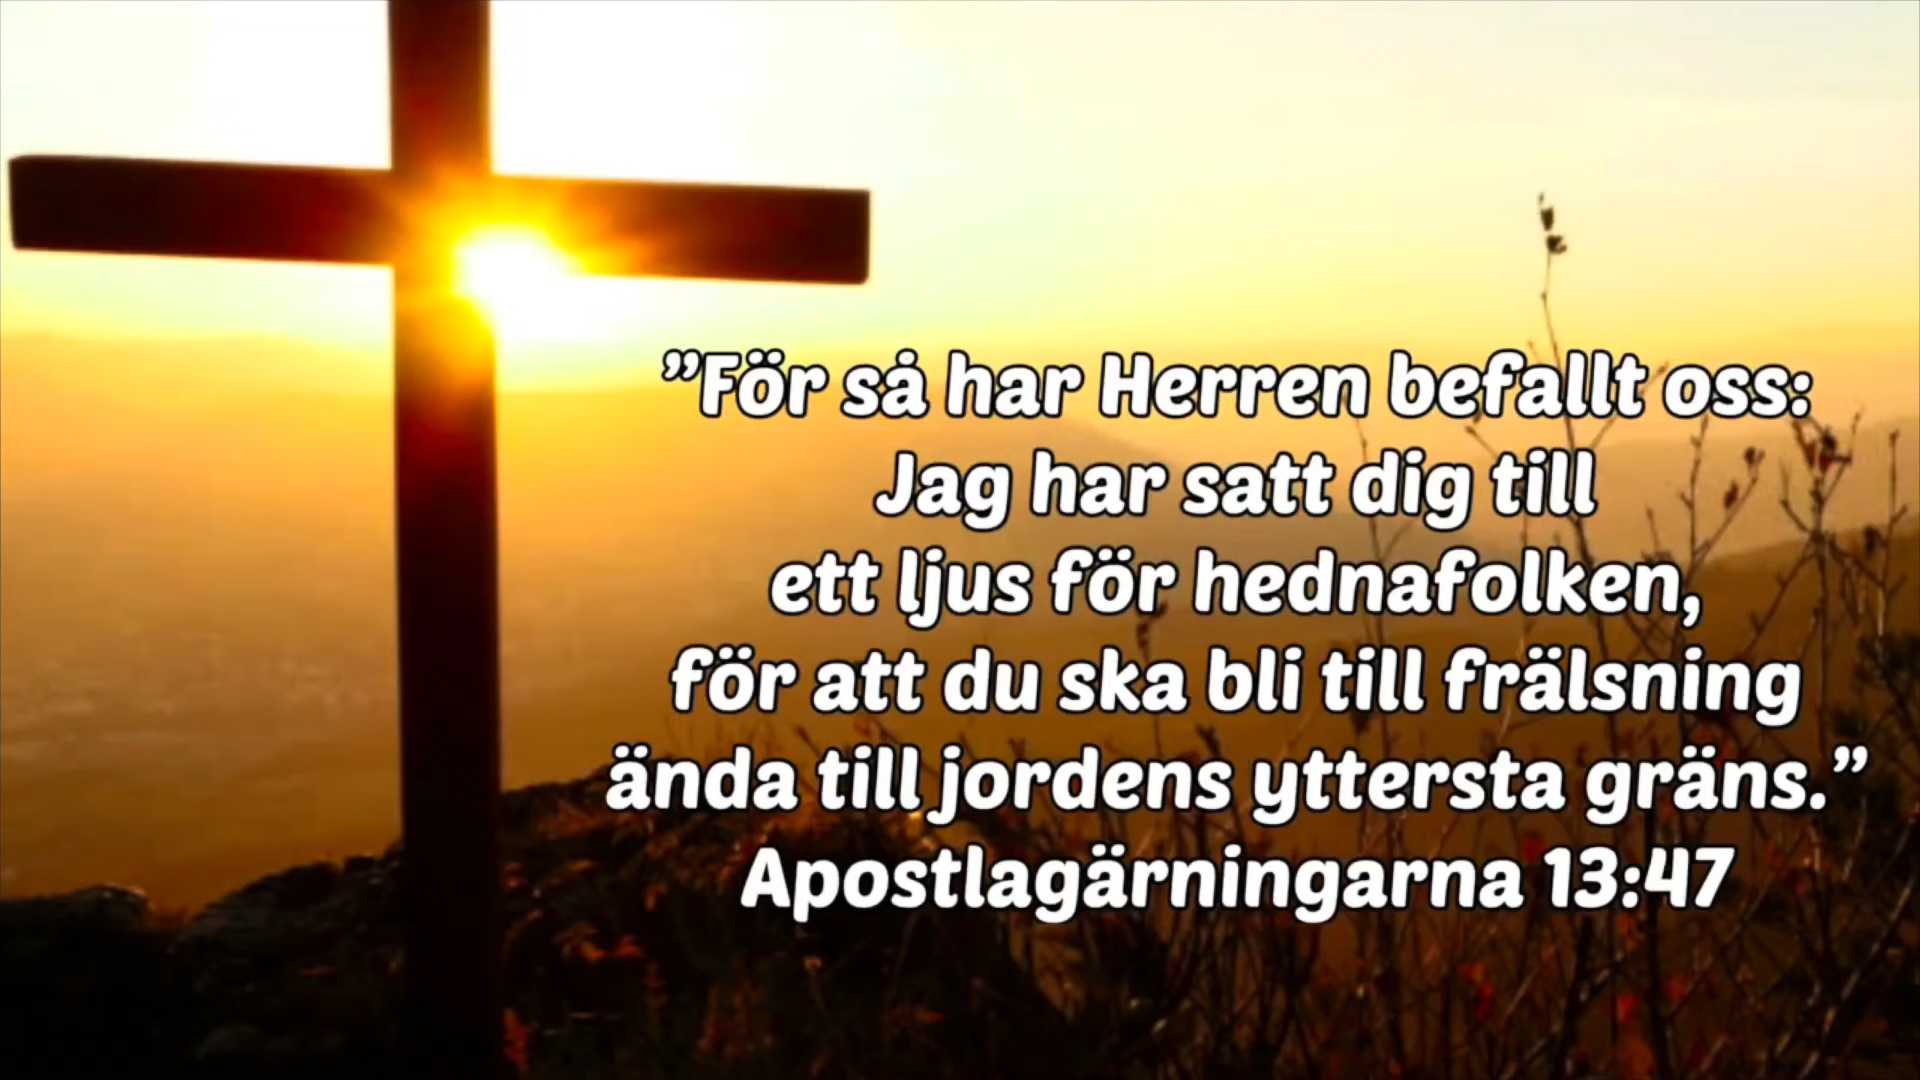 ”För så har Herren befallt oss:
Jag har satt dig till
ett ljus för hednafolken,
för att du ska bli till frälsning
ända till jordens yttersta gräns.”
Apostlagärningarna 13:47